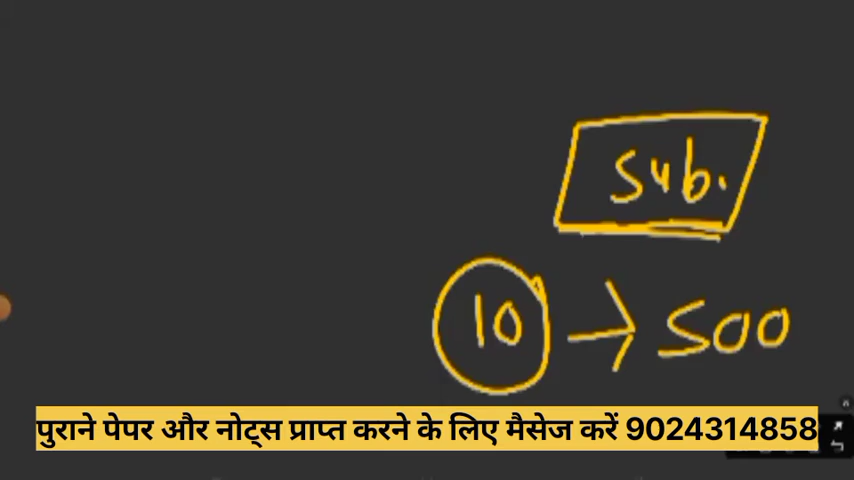 Sub.
10 → 500
पुराने पेपर और नोट्स प्राप्त करने के लिए मैसेज करें 9024314858